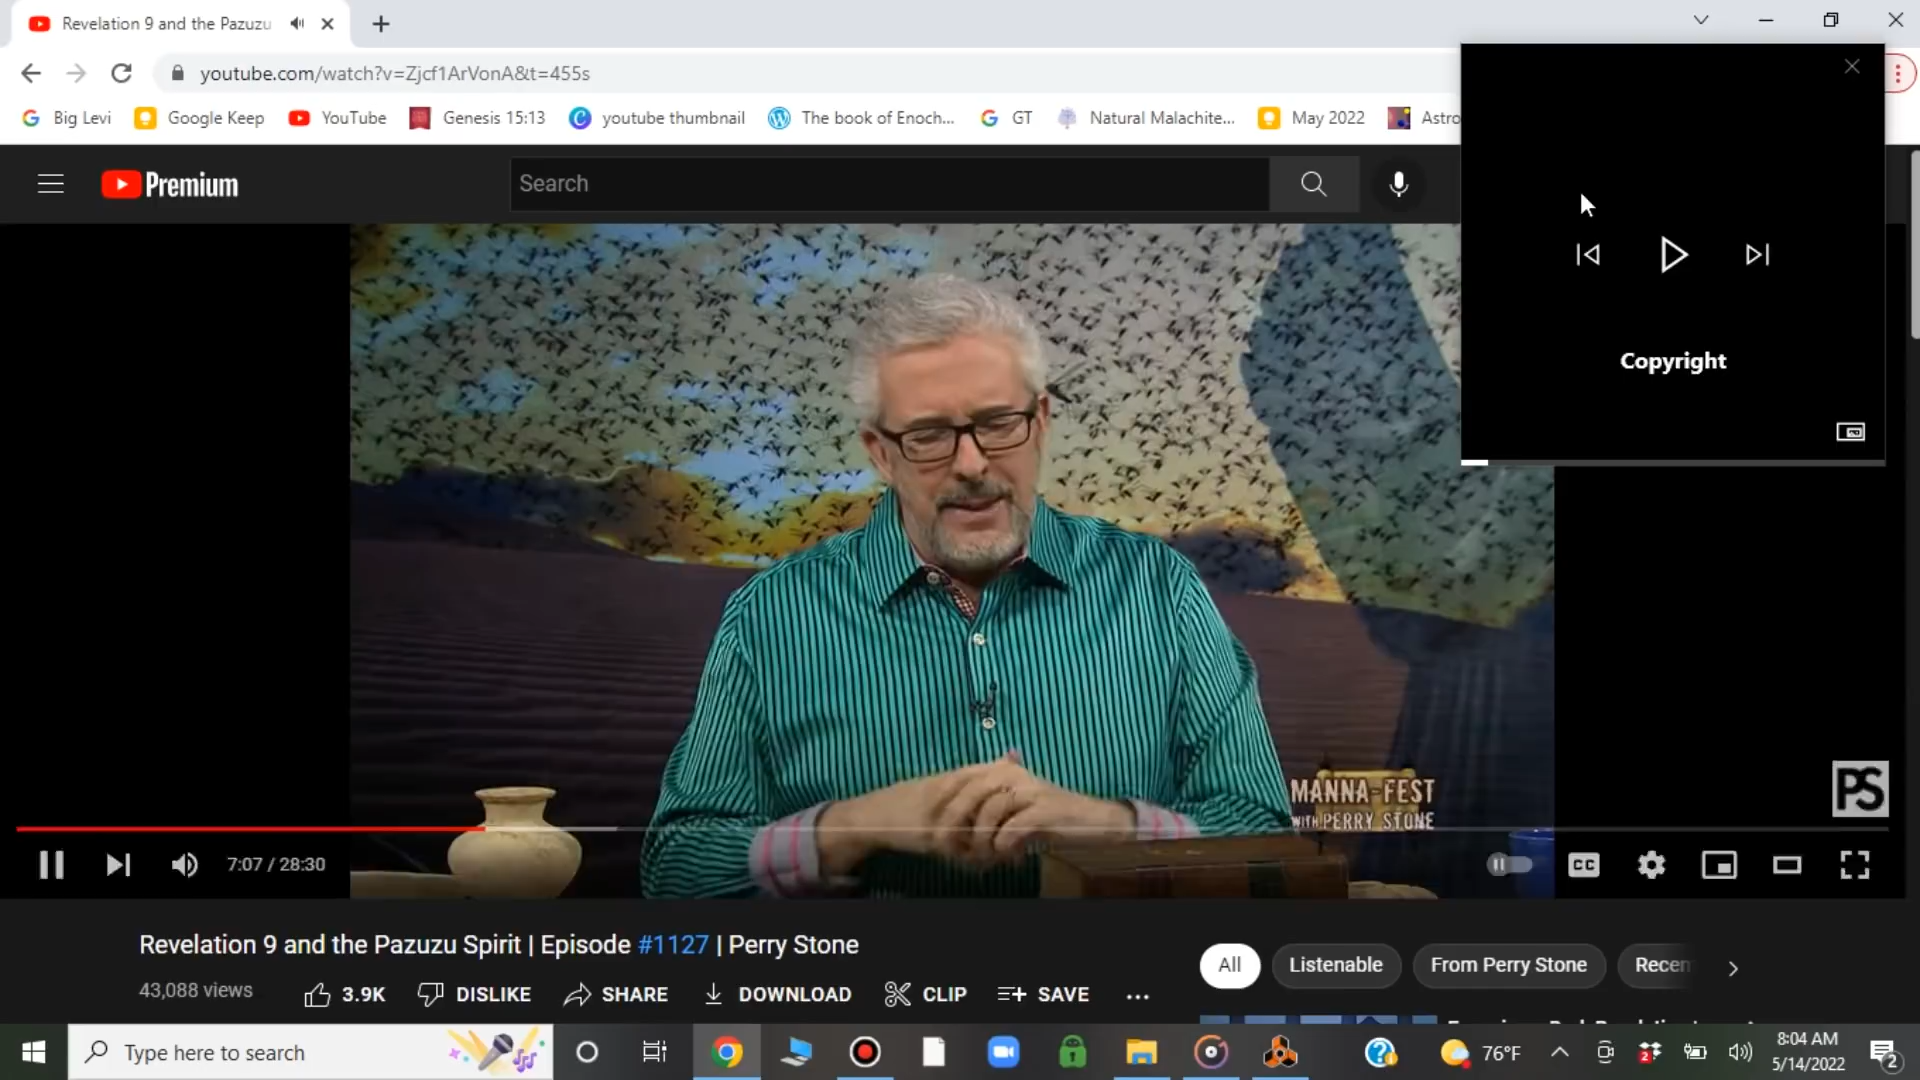 Revelation 9 and the Pazuzu
youtube.com/watch?v=Zjcf1ArVonA&t=455s
Big Levi
Google Keep
YouTube
Genesis 15:13
youtube thumbnail
The book of Enoch...
GT
Natural Malachite...
May 2022
Astro
Premium
Search
Copyright
MANNA-FEST
WITH PERRY STONE
PS
7:07 / 28:30
CC
Revelation 9 and the Pazuzu Spirit | Episode #1127 | Perry Stone
43,088 views
3.9K
DISLIKE
SHARE
DOWNLOAD
CLIP
SAVE
...
All
Listenable
From Perry Stone
Recen
Type here to search
76°F
8:04 AM
5/14/2022
2
2